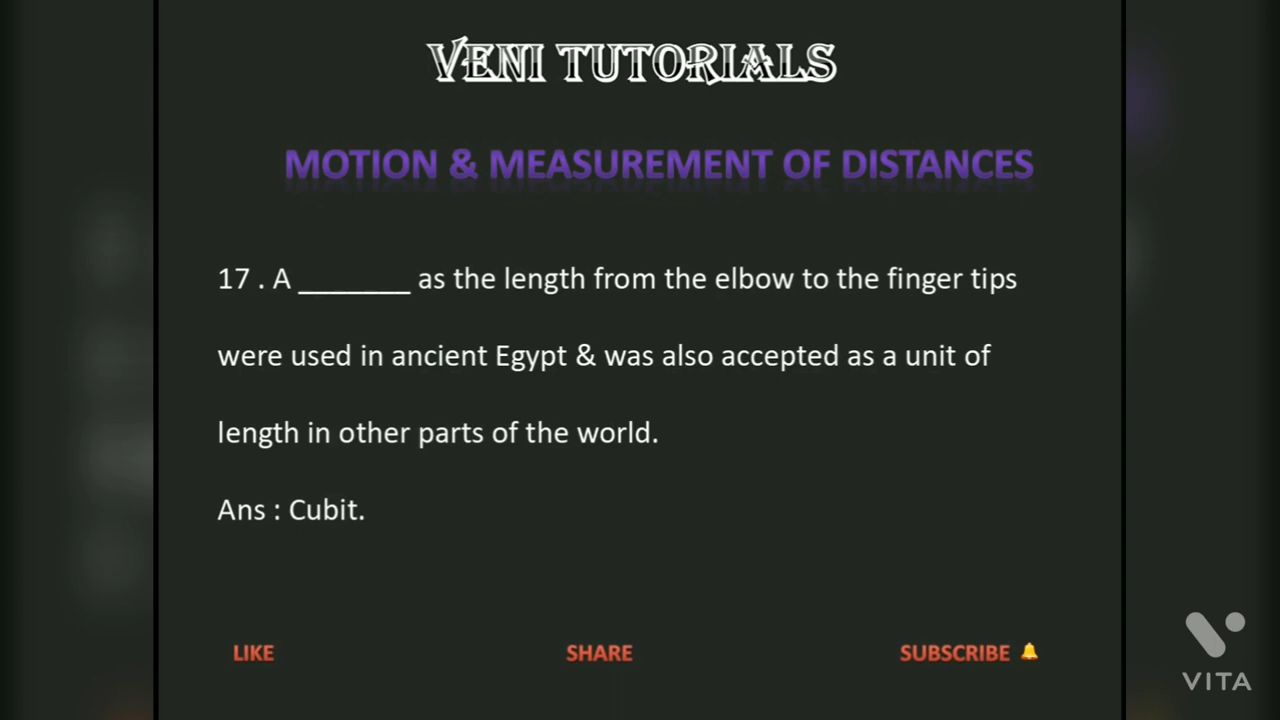 VENI TUTORIALS
MOTION & MEASUREMENT OF DISTANCES
17 . A _______ as the length from the elbow to the finger tips
were used in ancient Egypt & was also accepted as a unit of
length in other parts of the world.
Ans : Cubit.
LIKE SHARE SUBSCRIBE 🔔
VITA